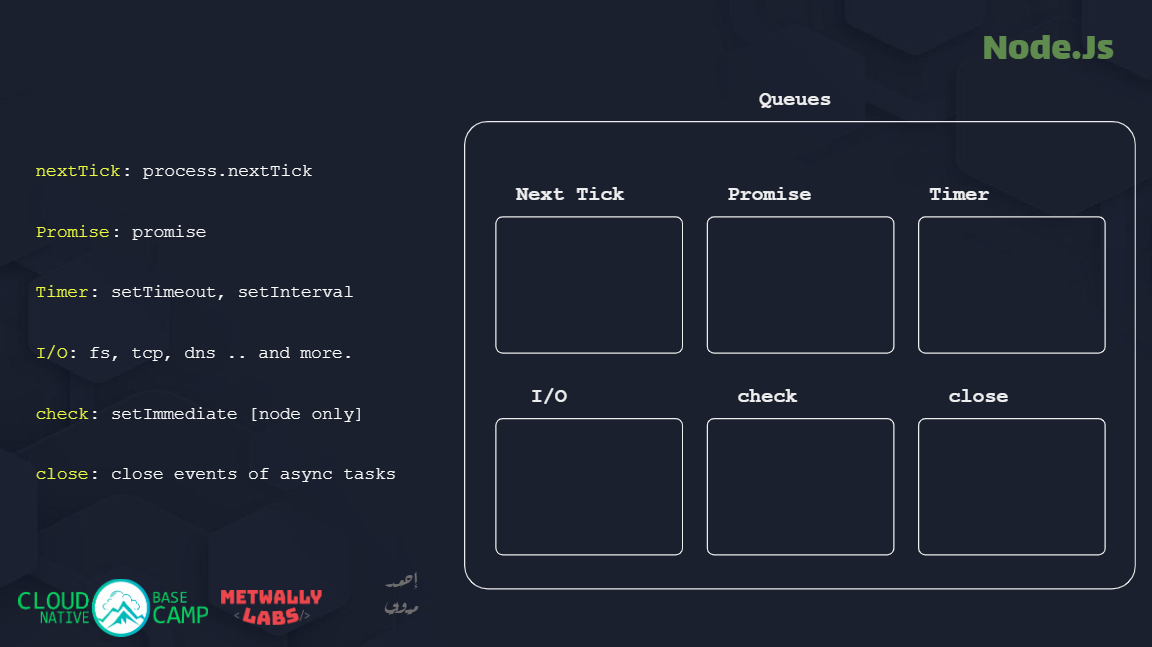 Node.Js
Queues
nextTick: process.nextTick
Promise: promise
Timer: setTimeout, setInterval
I/O: fs, tcp, dns .. and more.
check: setImmediate [node only]
close: close events of async tasks
Next Tick
Promise
Timer
I/O
check
close
CLOUD NATIVE
BASE CAMP
METWALLY
<LABS/>
أحمد